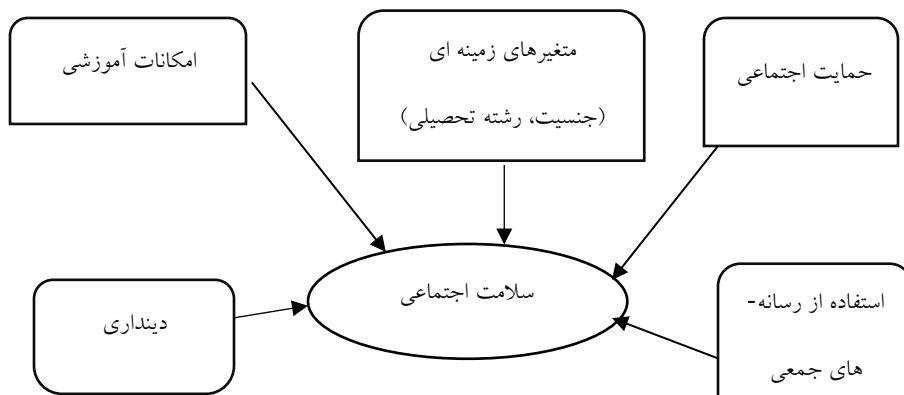 حمایت اجتماعی
متغیرهای زمینه ای
(جنسیت، رشته تحصیلی)
امکانات آموزشی
سلامت اجتماعی
استفاده از رسانه-
های جمعی
دینداری